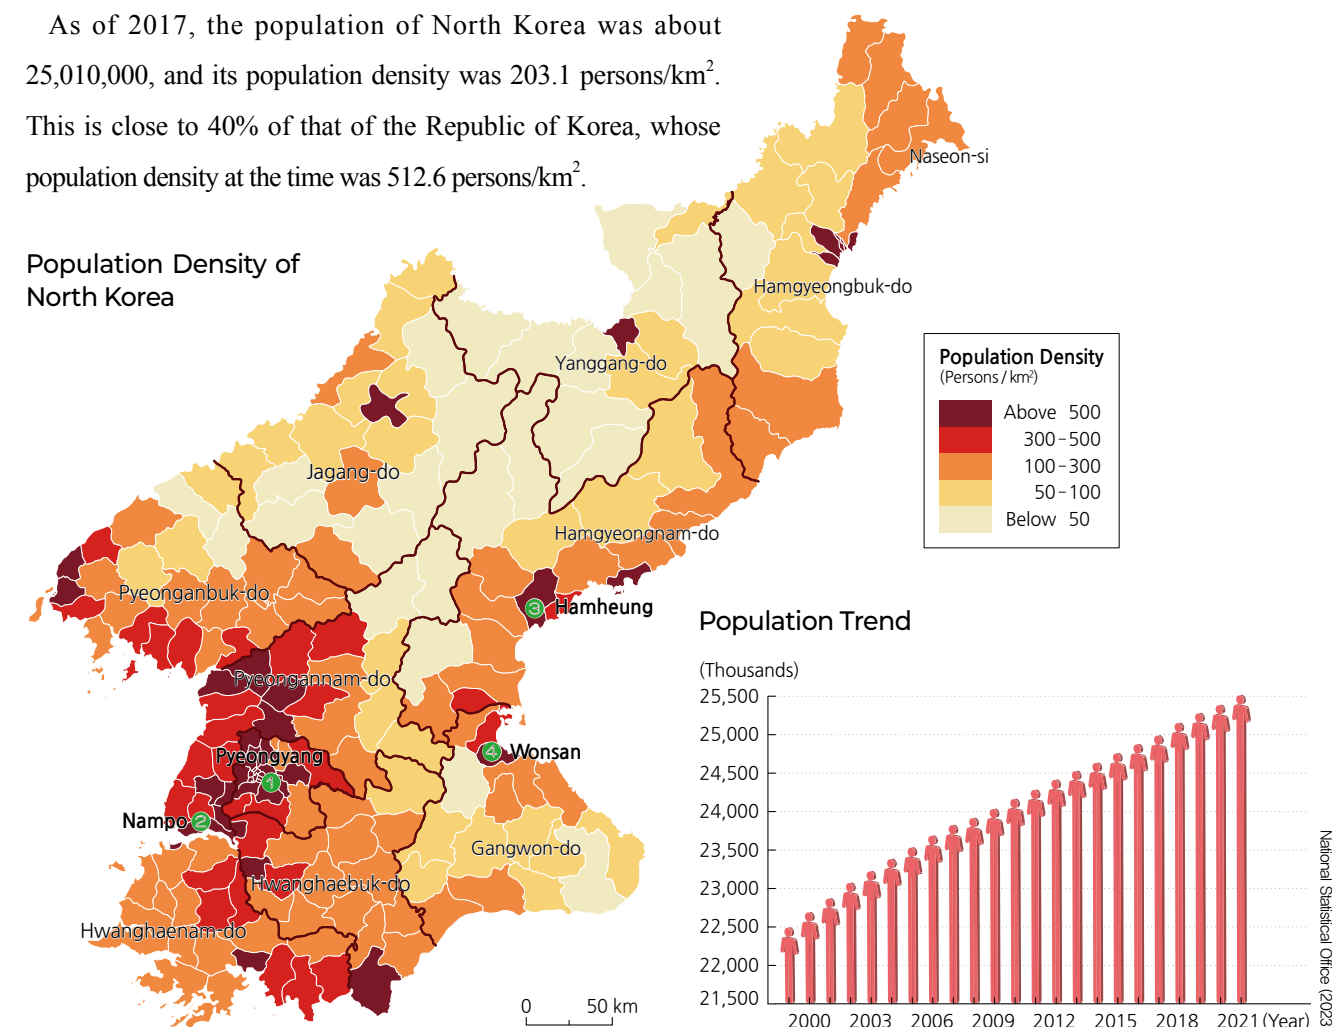 As of 2017, the population of North Korea was about
25,010,000, and its population density was 203.1 persons/km².
This is close to 40% of that of the Republic of Korea, whose
population density at the time was 512.6 persons/km².
Population Density of
North Korea
Naseon-si
Hamgyeongbuk-do
Yanggang-do
Jagang-do
Hamgyeongnam-do
Pyeonganbuk-do
3 Hamheung
Pyeongannam-do
Pyeongyang
1
4 Wonsan
Nampo 2
Gangwon-do
Hwanghaebuk-do
Hwanghaenam-do
0 50 km
Population Density
(Persons / km²)
Above 500
300-500
100-300
50-100
Below 50
Population Trend
(Thousands)
25,500
25,000
24,500
24,000
23,500
23,000
22,500
22,000
21,500
2000 2003 2006 2009 2012 2015 2018 2021 (Year)
National Statistical Office (2023